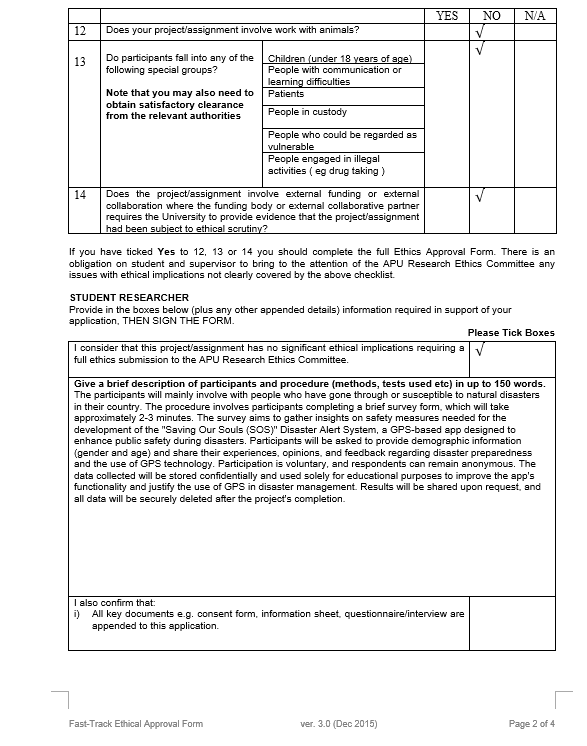 YES NO N/A
12 Does your project/assignment involve work with animals? √
13 Do participants fall into any of the following special groups? √
Note that you may also need to obtain satisfactory clearance from the relevant authorities
Children (under 18 years of age)
People with communication or
learning difficulties
Patients
People in custody
People who could be regarded as
vulnerable
People engaged in illegal
activities ( eg drug taking )
14 Does the project/assignment involve external funding or external √
collaboration where the funding body or external collaborative partner
requires the University to provide evidence that the project/assignment
had been subject to ethical scrutiny?
If you have ticked Yes to 12, 13 or 14 you should complete the full Ethics Approval Form. There is an
obligation on student and supervisor to bring to the attention of the APU Research Ethics Committee any
issues with ethical implications not clearly covered by the above checklist.
STUDENT RESEARCHER
Provide in the boxes below (plus any other appended details) information required in support of your
application, THEN SIGN THE FORM.
Please Tick Boxes
I consider that this project/assignment has no significant ethical implications requiring a √
full ethics submission to the APU Research Ethics Committee.
Give a brief description of participants and procedure (methods, tests used etc) in up to 150 words.
The participants will mainly involve with people who have gone through or susceptible to natural disasters
in their country. The procedure involves participants completing a brief survey form, which will take
approximately 2-3 minutes. The survey aims to gather insights on safety measures needed for the
development of the "Saving Our Souls (SOS)" Disaster Alert System, a GPS-based app designed to
enhance public safety during disasters. Participants will be asked to provide demographic information
(gender and age) and share their experiences, opinions, and feedback regarding disaster preparedness
and the use of GPS technology. Participation is voluntary, and respondents can remain anonymous. The
data collected will be stored confidentially and used solely for educational purposes to improve the app's
functionality and justify the use of GPS in disaster management. Results will be shared upon request, and
all data will be securely deleted after the project's completion.
I also confirm that:
i) All key documents e.g. consent form, information sheet, questionnaire/interview are
appended to this application.
Fast-Track Ethical Approval Form ver. 3.0 (Dec 2015) Page 2 of 4